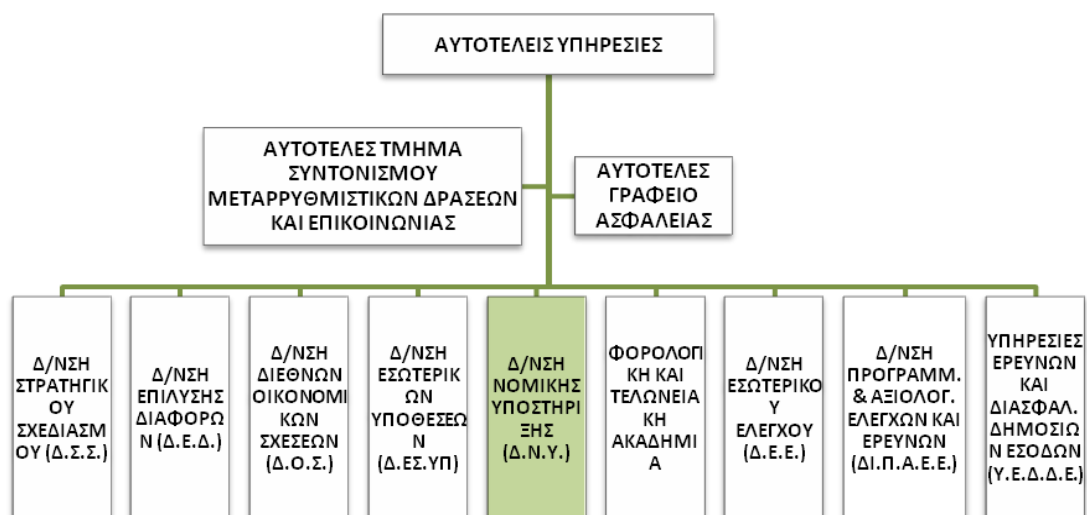 ΑΥΤΟΤΕΛΕΙΣ ΥΠΗΡΕΣΙΕΣ
ΑΥΤΟΤΕΛΕΣ ΤΜΗΜΑ
ΣΥΝΤΟΝΙΣΜΟΥ
ΜΕΤΑΡΡΥΘΜΙΣΤΙΚΩΝ ΔΡΑΣΕΩΝ
ΚΑΙ ΕΠΙΚΟΙΝΩΝΙΑΣ
ΑΥΤΟΤΕΛΕΣ
ΓΡΑΦΕΙΟ
ΑΣΦΑΛΕΙΑΣ
Δ/ΝΣΗ
ΣΤΡΑΤΗΓΙΚ
ΟΥ
ΣΧΕΔΙΑΣΜ
ΟΥ (Δ.Σ.Σ.)
Δ/ΝΣΗ
ΕΠΙΛΥΣΗΣ
ΔΙΑΦΟΡΩ
Ν (Δ.Ε.Δ.)
Δ/ΝΣΗ
ΔΙΕΘΝΩΝ
ΟΙΚΟΝΟΜΙ
ΚΩΝ
ΣΧΕΣΕΩΝ
(Δ.Ο.Σ.)
Δ/ΝΣΗ
ΕΣΩΤΕΡΙΚ
ΩΝ
ΥΠΟΘΕΣΕΩ
Ν
(Δ.ΕΣ.ΥΠ)
Δ/ΝΣΗ
ΝΟΜΙΚΗΣ
ΥΠΟΣΤΗΡΙ
ΞΗΣ
(Δ.Ν.Υ.)
ΦΟΡΟΛΟΓΙ
ΚΗ ΚΑΙ
ΤΕΛΩΝΕΙΑ
ΚΗ
ΑΚΑΔΗΜΙ
Α
Δ/ΝΣΗ
ΕΣΩΤΕΡΙΚΟ
Υ
ΕΛΕΓΧΟΥ
(Δ.Ε.Ε.)
Δ/ΝΣΗ
ΠΡΟΓΡΑΜΜ.
& ΑΞΙΟΛΟΓ.
ΕΛΕΓΧΩΝ ΚΑΙ
ΕΡΕΥΝΩΝ
(ΔΙ.Π.Α.Ε.Ε.)
ΥΠΗΡΕΣΙΕΣ
ΕΡΕΥΝΩΝ
ΚΑΙ
ΔΙΑΣΦΑΛ.
ΔΗΜΟΣΙΩ
Ν ΕΣΟΔΩΝ
(Υ.Ε.Δ.Δ.Ε.)